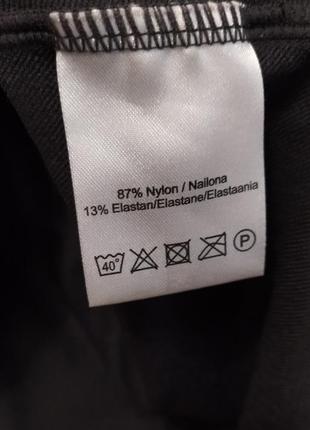 87% Nylon / Nailona
13% Elastan/Elastane/Elastaania
40° P